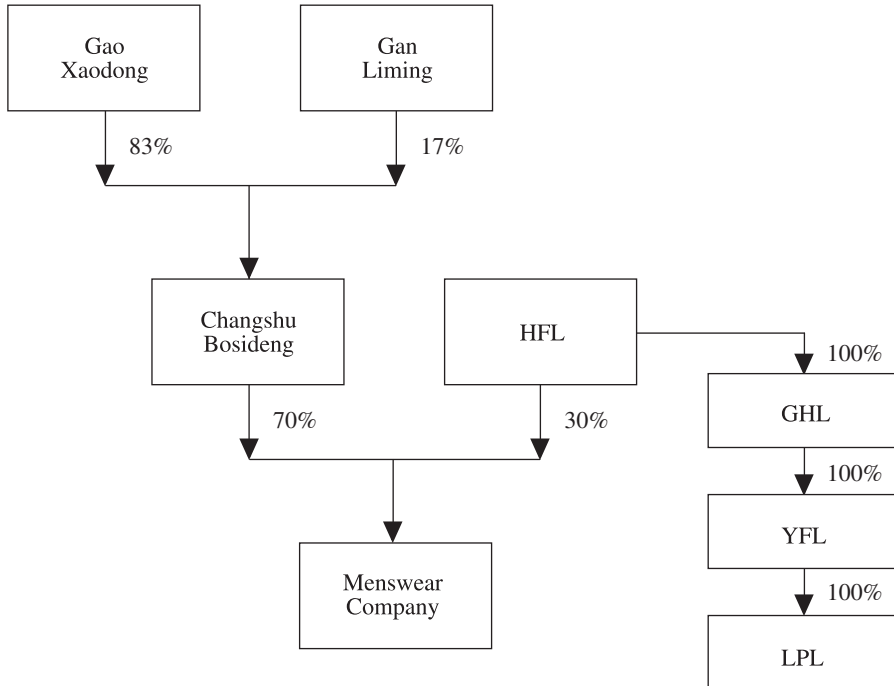 Gao
Xaodong
Gan
Liming
83%
17%
Changshu
Bosideng
HFL
100%
GHL
70%
30%
100%
YFL
Menswear
Company
100%
LPL